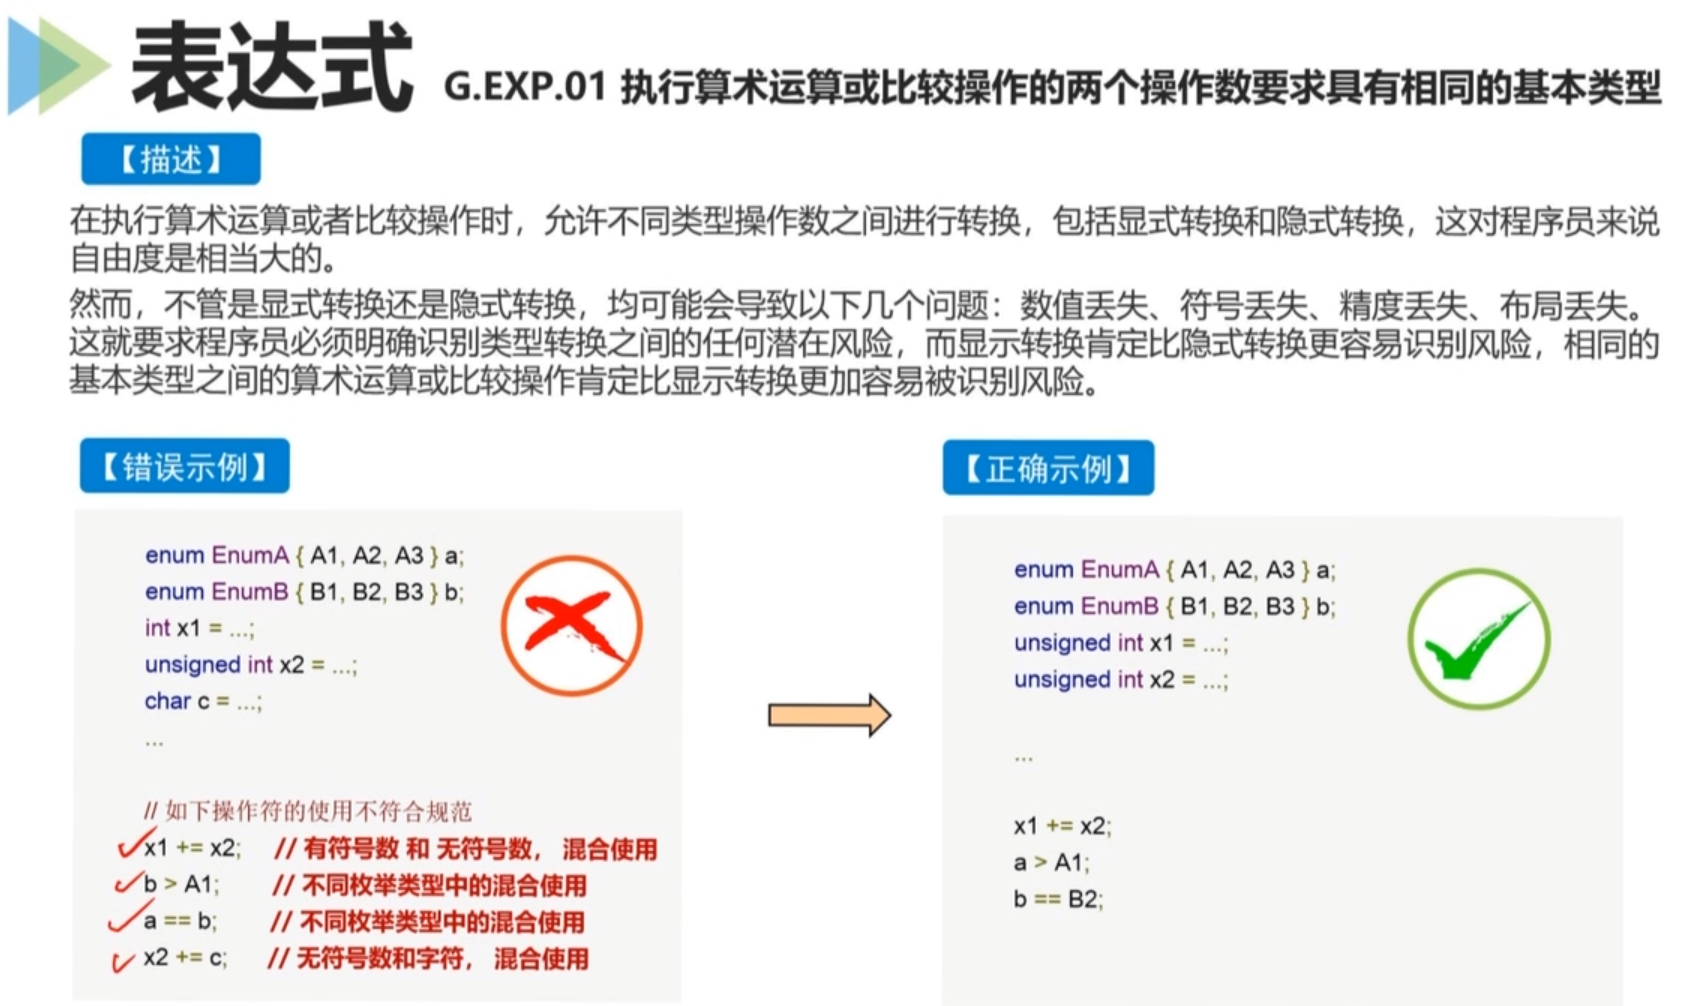 表达式 G.EXP.01 执行算术运算或比较操作的两个操作数要求具有相同的基本类型
【描述】
在执行算术运算或者比较操作时，允许不同类型操作数之间进行转换，包括显式转换和隐式转换，这对程序员来说
自由度是相当大的。
然而，不管是显式转换还是隐式转换，均可能会导致以下几个问题：数值丢失、符号丢失、精度丢失、布局丢失。
这就要求程序员必须明确识别类型转换之间的任何潜在风险，而显示转换肯定比隐式转换更容易识别风险，相同的
基本类型之间的算术运算或比较操作肯定比显示转换更加容易被识别风险。
【错误示例】
enum EnumA { A1, A2, A3 } a;
enum EnumB { B1, B2, B3 } b;
int x1 = ...;
unsigned int x2 = ...;
char c = ...;
...
// 如下操作符的使用不符合规范
x1 += x2; // 有符号数 和 无符号数， 混合使用
b > A1; // 不同枚举类型中的混合使用
a == b; // 不同枚举类型中的混合使用
x2 += c; // 无符号数和字符， 混合使用
【正确示例】
enum EnumA { A1, A2, A3 } a;
enum EnumB { B1, B2, B3 } b;
unsigned int x1 = ...;
unsigned int x2 = ...;
...
x1 += x2;
a > A1;
b == B2;